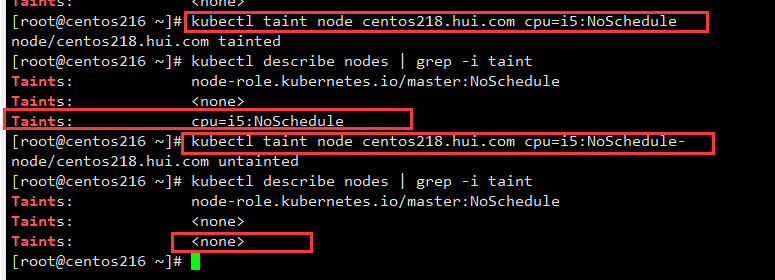 Taints:             <none>
[root@centos216 ~]# kubectl taint node centos218.hui.com cpu=i5:NoSchedule
node/centos218.hui.com tainted
[root@centos216 ~]# kubectl describe nodes | grep -i taint
Taints:             node-role.kubernetes.io/master:NoSchedule
Taints:             <none>
Taints:             cpu=i5:NoSchedule
[root@centos216 ~]# kubectl taint node centos218.hui.com cpu=i5:NoSchedule-
node/centos218.hui.com untainted
[root@centos216 ~]# kubectl describe nodes | grep -i taint
Taints:             node-role.kubernetes.io/master:NoSchedule
Taints:             <none>
Taints:             <none>
[root@centos216 ~]#